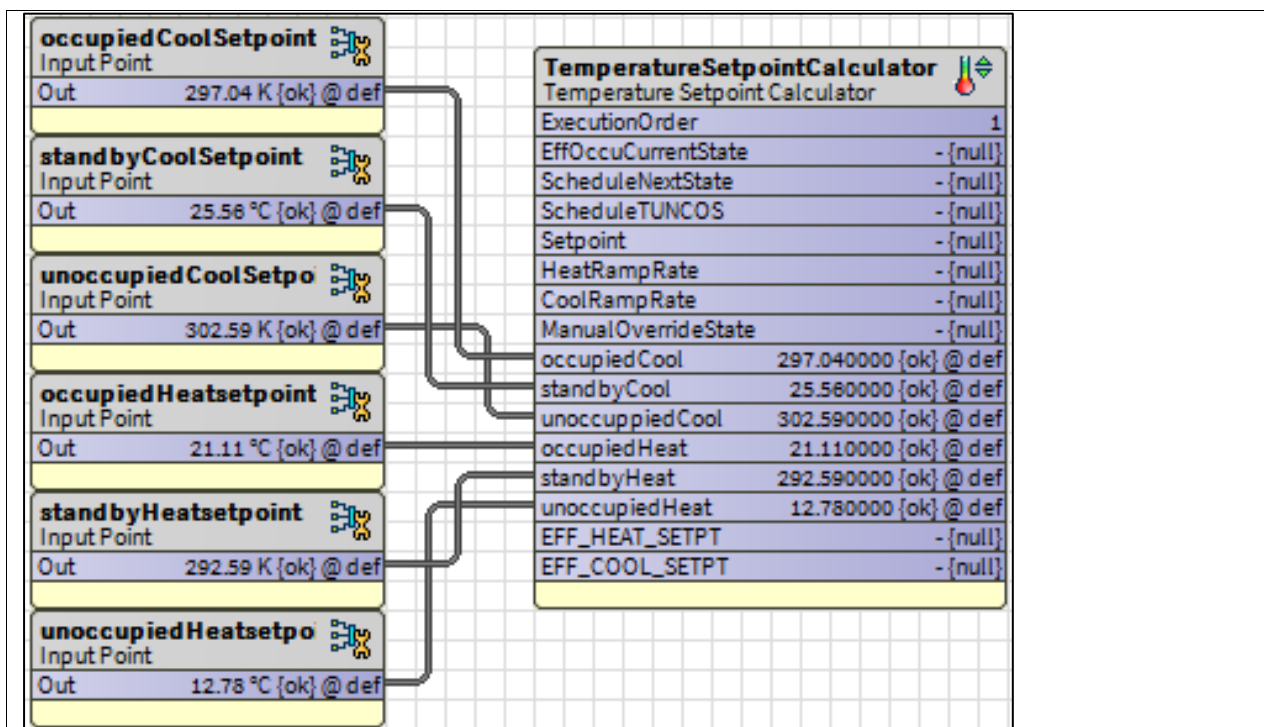 occupiedCoolSetpoint
Input Point
Out 297.04 K {ok} @ def
standbyCoolSetpoint
Input Point
Out 25.56 °C {ok} @ def
unoccupiedCoolSetpoi
Input Point
Out 302.59 K {ok} @ def
occupiedHeatsetpoint
Input Point
Out 21.11 °C {ok} @ def
standbyHeatsetpoint
Input Point
Out 292.59 K {ok} @ def
unoccupiedHeatsetpoi
Input Point
Out 12.78 °C {ok} @ def
TemperatureSetpointCalculator
Temperature Setpoint Calculator
ExecutionOrder 1
EffOccuCurrentState - {null}
ScheduleNextState - {null}
ScheduleTUNCOS - {null}
Setpoint - {null}
HeatRampRate - {null}
CoolRampRate - {null}
ManualOverrideState - {null}
occupiedCool 297.040000 {ok} @ def
standbyCool 25.560000 {ok} @ def
unoccuppiedCool 302.590000 {ok} @ def
occupiedHeat 21.110000 {ok} @ def
standbyHeat 292.590000 {ok} @ def
unoccupiedHeat 12.780000 {ok} @ def
EFF_HEAT_SETPT - {null}
EFF_COOL_SETPT - {null}